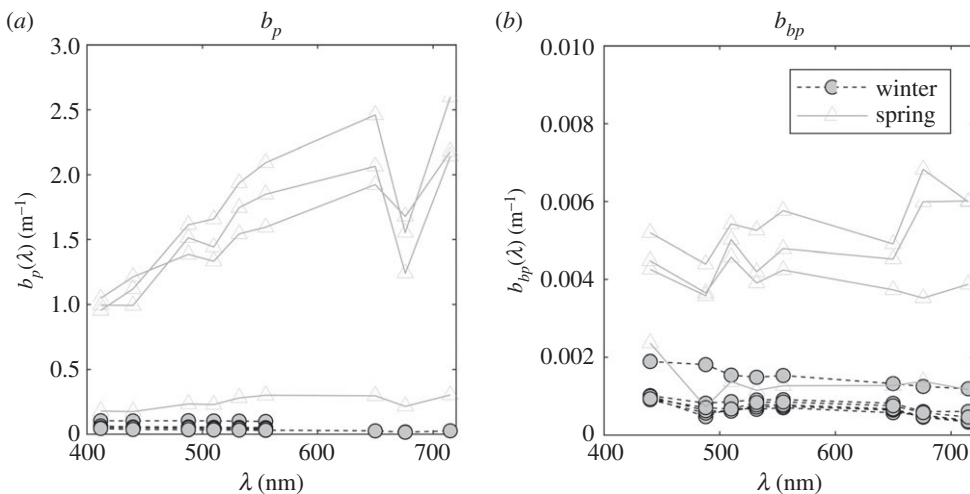 (a)
b_p
3.0
2.5
2.0
1.5
1.0
0.5
0
b_p(λ) (m⁻¹)
400 500 600 700
λ (nm)
(b)
b_bp
0.010
0.008
0.006
0.004
0.002
0
b_bp(λ) (m⁻¹)
winter
spring
400 500 600 700
λ (nm)